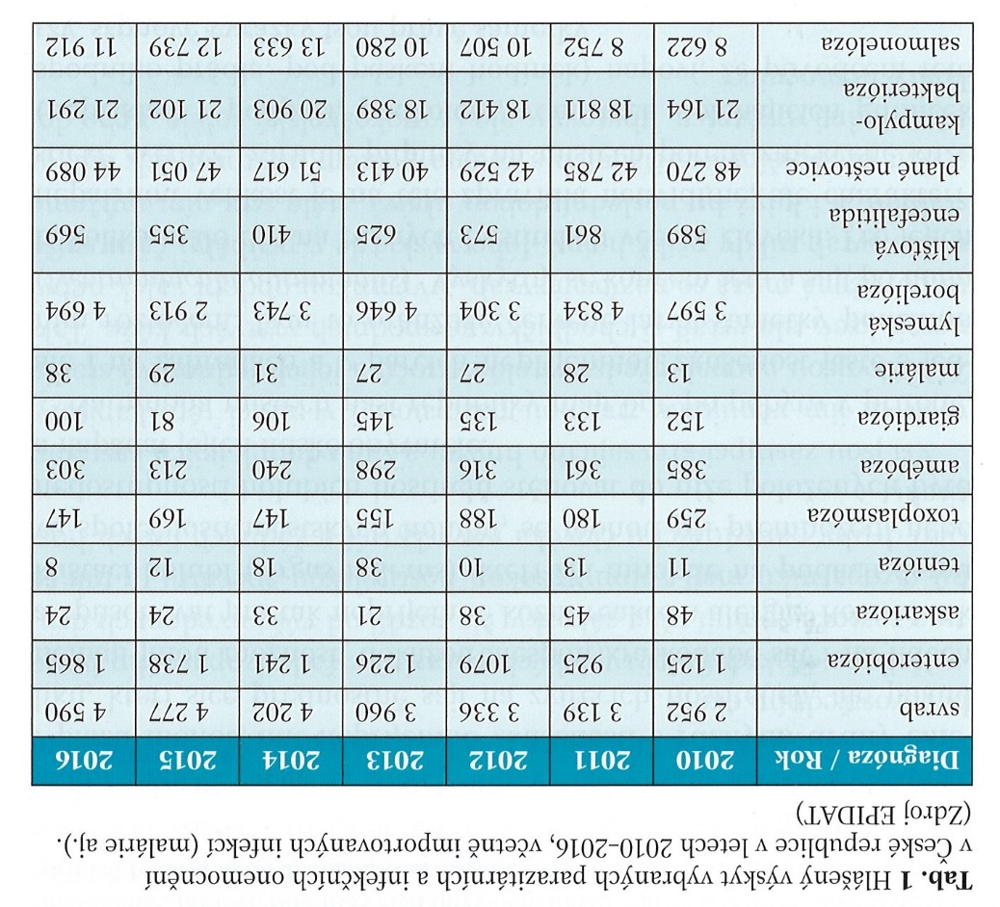 Tab. 1 Hlášený výskyt vybraných parazitárních a infekčních onemocnění
v České republice v letech 2010–2016, včetně importovaných infekcí (malárie aj.).
(Zdroj EPIDAT)
Diagnóza / Rok 2010 2011 2012 2013 2014 2015 2016
svrab 2 952 3 139 3 336 3 960 4 202 4 277 4 590
enterobióza 1 125 925 1079 1 226 1 241 1 738 1 865
askarióza 48 45 38 21 33 24 24
tenióza 11 13 10 38 18 12 8
toxoplasmóza 259 180 188 155 147 169 147
améboza 385 361 316 298 240 213 303
giardióza 152 133 135 145 106 81 100
malárie 13 28 27 27 31 29 38
lymeská
borelióza 3 597 4 834 3 304 4 646 3 743 2 913 4 694
klíšťová
encefalitida 589 861 573 625 410 355 569
plané neštovice 48 270 42 785 42 529 40 413 51 617 47 051 44 089
kampylo-
bakterióza 21 164 18 811 18 412 18 389 20 903 21 102 21 291
salmoneloza 8 622 8 752 10 507 10 280 13 633 12 739 11 912